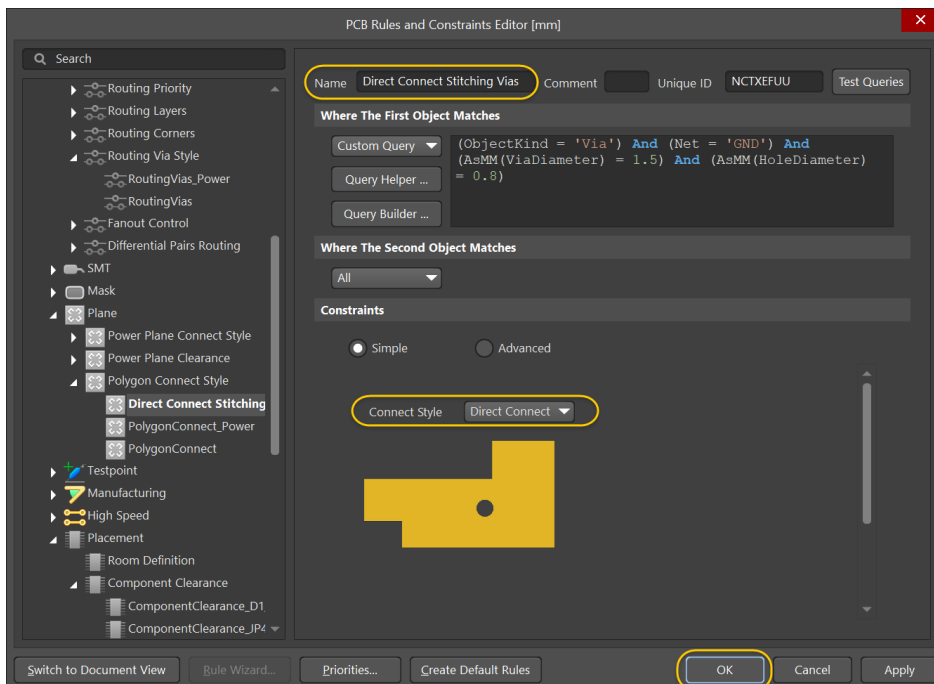 PCB Rules and Constraints Editor [mm]
Search
Routing Priority
Routing Layers
Routing Corners
Routing Via Style
RoutingVias_Power
RoutingVias
Fanout Control
Differential Pairs Routing
SMT
Mask
Plane
Power Plane Connect Style
Power Plane Clearance
Polygon Connect Style
Direct Connect Stitching
PolygonConnect_Power
PolygonConnect
Testpoint
Manufacturing
High Speed
Placement
Room Definition
Component Clearance
ComponentClearance_D1
ComponentClearance_JP4
Name Direct Connect Stitching Vias Comment Unique ID NCTXEFUU Test Queries
Where The First Object Matches
Custom Query
Query Helper ...
Query Builder ...
(ObjectKind = 'Via') And (Net = 'GND') And
(AsMM(ViaDiameter) = 1.5) And (AsMM(HoleDiameter)
= 0.8)
Where The Second Object Matches
All
Constraints
Simple Advanced
Connect Style Direct Connect
Switch to Document View Rule Wizard... Priorities... Create Default Rules OK Cancel Apply